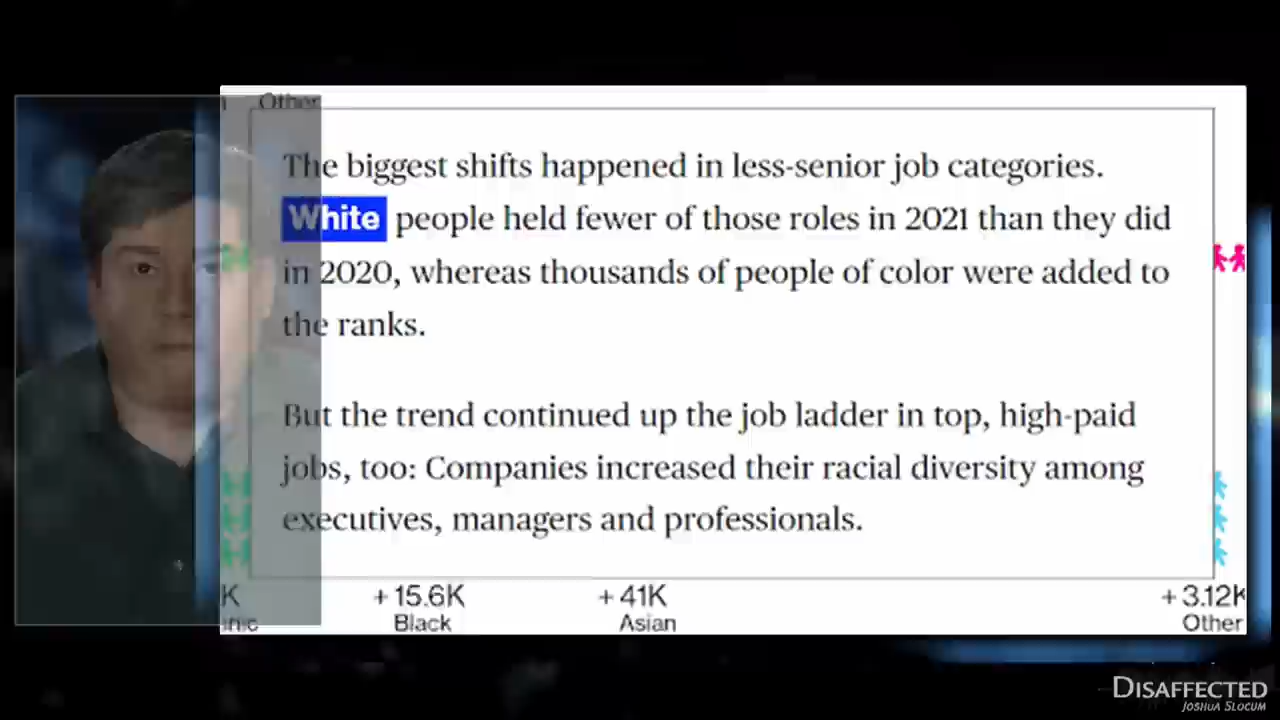 Other
The biggest shifts happened in less-senior job categories.
White people held fewer of those roles in 2021 than they did
in 2020, whereas thousands of people of color were added to
the ranks.
But the trend continued up the job ladder in top, high-paid
jobs, too: Companies increased their racial diversity among
executives, managers and professionals.
K +15.6K +41K +3.12K
Black Asian Other
DISAFFECTED
JOSHUA SLOCUM